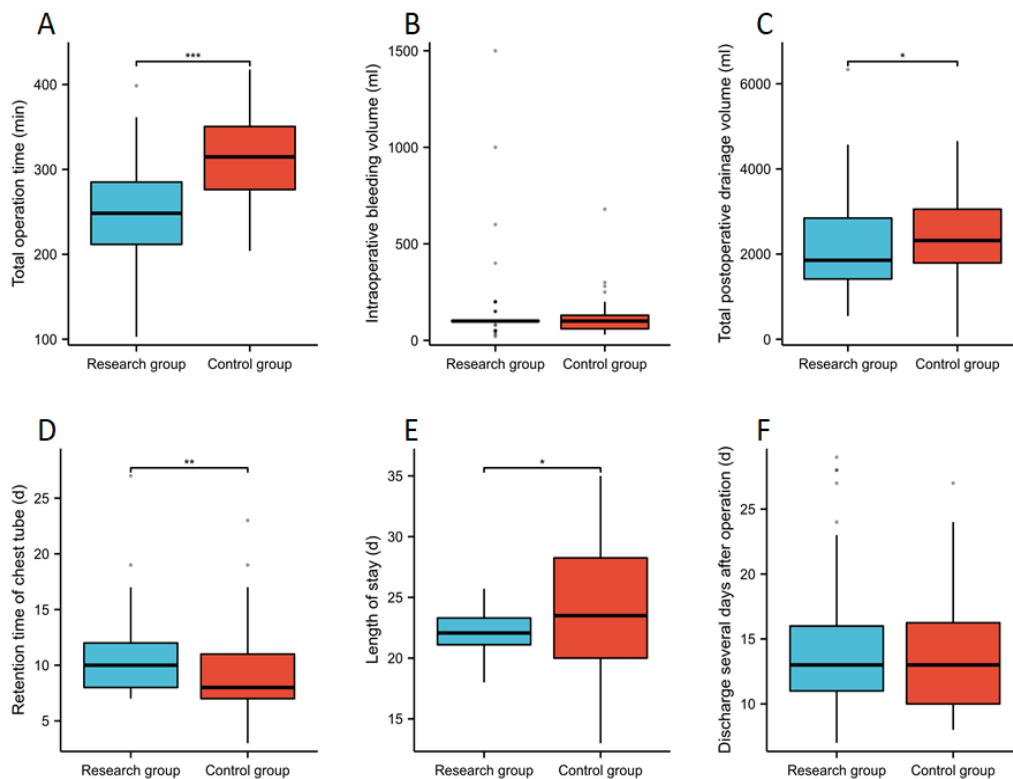 A
Total operation time (min)
400
300
200
100
***
Research group
Control group
B
Intraoperative bleeding volume (ml)
1500
1000
500
0
Research group
Control group
C
Total postoperative drainage volume (ml)
6000
4000
2000
0
*
Research group
Control group
D
Retention time of chest tube (d)
25
20
15
10
5
**
Research group
Control group
E
Length of stay (d)
35
30
25
20
15
*
Research group
Control group
F
Discharge several days after operation (d)
25
20
15
10
Research group
Control group